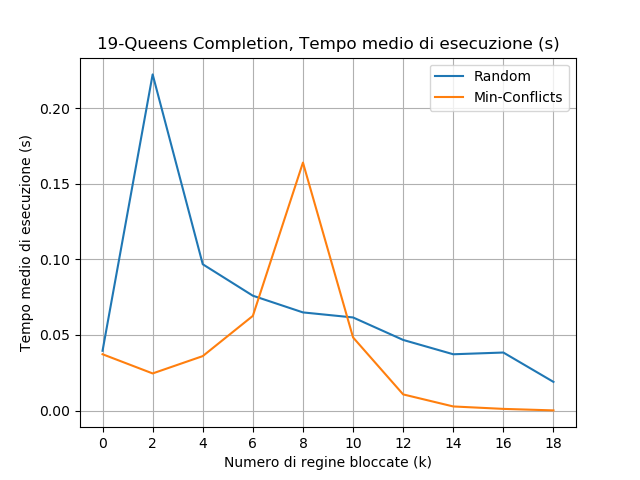 19-Queens Completion, Tempo medio di esecuzione (s)
Random
Min-Conflicts
Tempo medio di esecuzione (s)
0.20
0.15
0.10
0.05
0.00
0 2 4 6 8 10 12 14 16 18
Numero di regine bloccate (k)